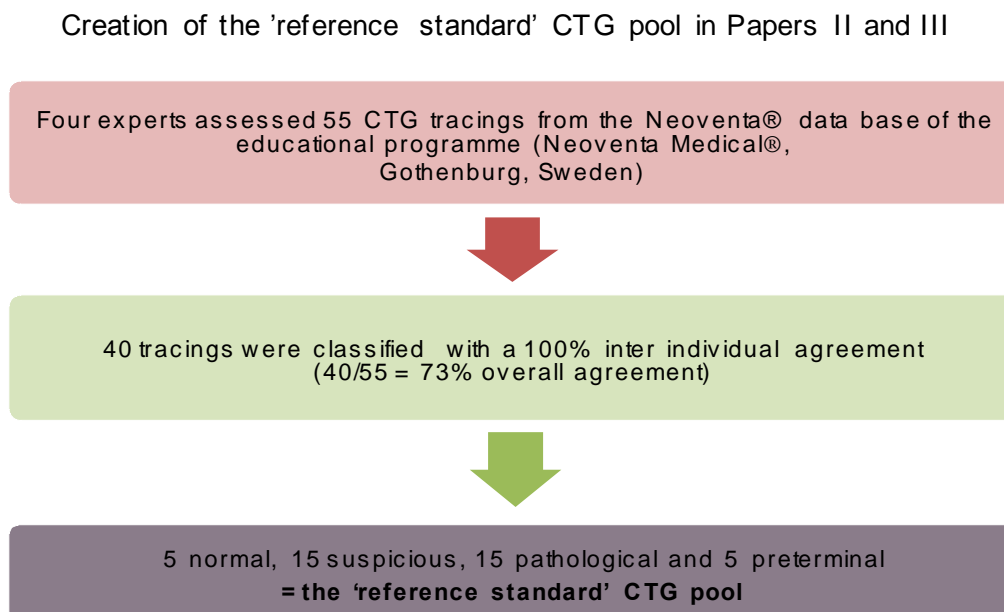 Creation of the ’reference standard’ CTG pool in Papers II and III
Four experts assessed 55 CTG tracings from the Neoventa® data base of the
educational programme (Neoventa Medical®,
Gothenburg, Sweden)
40 tracings were classified with a 100% inter individual agreement
(40/55 = 73% overall agreement)
5 normal, 15 suspicious, 15 pathological and 5 preterminal
= the ‘reference standard’ CTG pool